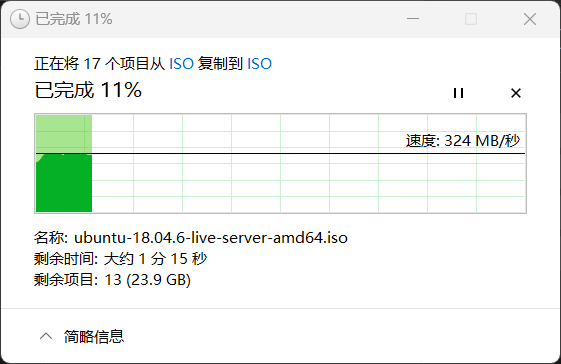 已完成 11%
正在将 17 个项目从 ISO 复制到 ISO
已完成 11%
速度: 324 MB/秒
名称: ubuntu-18.04.6-live-server-amd64.iso
剩余时间: 大约 1 分 15 秒
剩余项目: 13 (23.9 GB)
简略信息